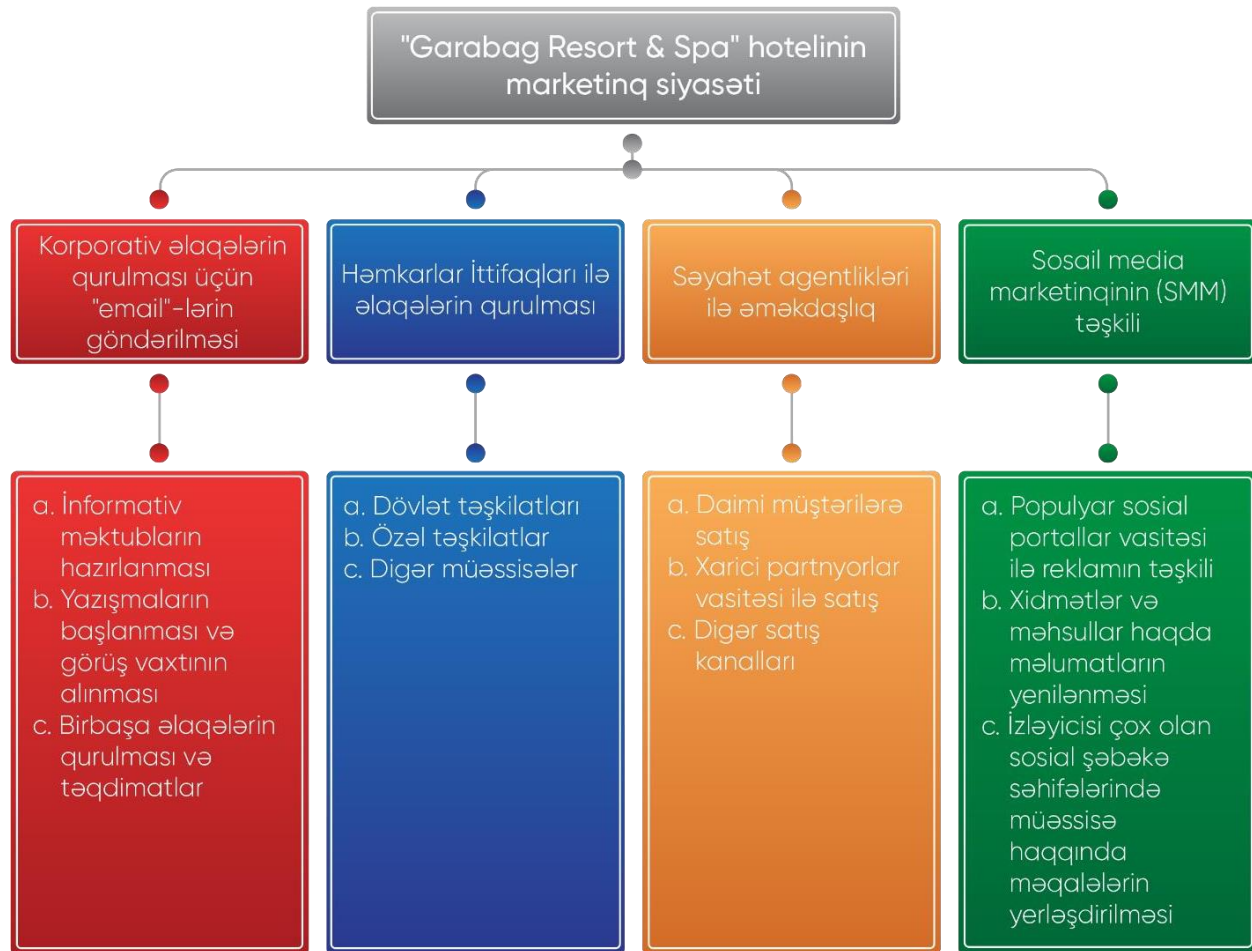 "Garabag Resort & Spa" hotelinin
marketinq siyasəti
Korporativ əlaqələrin
qurulması üçün
"email"-lərin
göndərilməsi
Həmkarlar İttifaqları ilə
əlaqələrin qurulması
Səyahət agentlikləri
ilə əməkdaşlıq
Sosail media
marketinqinin (SMM)
təşkili
a. İnformativ
məktubların
hazırlanması
b. Yazışmaların
başlanması və
görüş vaxtının
alınması
c. Birbaşa əlaqələrin
qurulması və
təqdimatlar
a. Dövlət təşkilatları
b. Özəl təşkilatlar
c. Digər müəssisələr
a. Daimi müştərilərə
satış
b. Xarici partnyorlar
vasitəsi ilə satış
c. Digər satış
kanalları
a. Populyar sosial
portallar vasitəsi
ilə reklamın təşkili
b. Xidmətlər və
məhsullar haqda
məlumatların
yenilənməsi
c. İzləyicisi çox olan
sosial şəbəkə
səhifələrində
müəssisə
haqqında
məqalələrin
yerləşdirilməsi